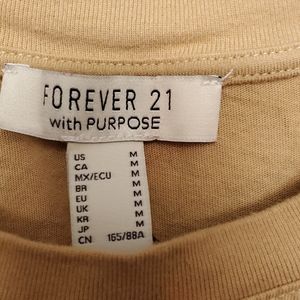 FOREVER 21
with PURPOSE
US M
CA M
MX/ECU M
BR M
EU M
UK M
KR M
JP M
CN 165/88A